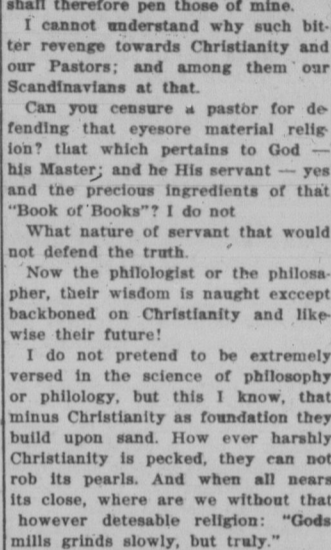 shall therefore pen those of mine.
I cannot understand why such bit-
ter revenge towards Christianity and
our Pastors; and among them our
Scandinavians at that.
Can you censure a pastor for de-
fending that eyesore material relig-
ion? that which pertains to God —
his Master; and he His servant — yes
and the precious ingredients of that
"Book of Books"? I do not
What nature of servant that would
not defend the truth.
Now the philologist or the philosa-
pher, their wisdom is naught exccept
backboned on Christianity and like-
wise their future!
I do not pretend to be extremely
versed in the science of philosophy
or philology, but this I know, that
minus Christianity as foundation they
build upon sand. How ever harshly
Christianity is pecked, they can not
rob its pearls. And when all nears
its close, where are we without that
however detesable religion: "Gods
mills grinds slowly, but truly."